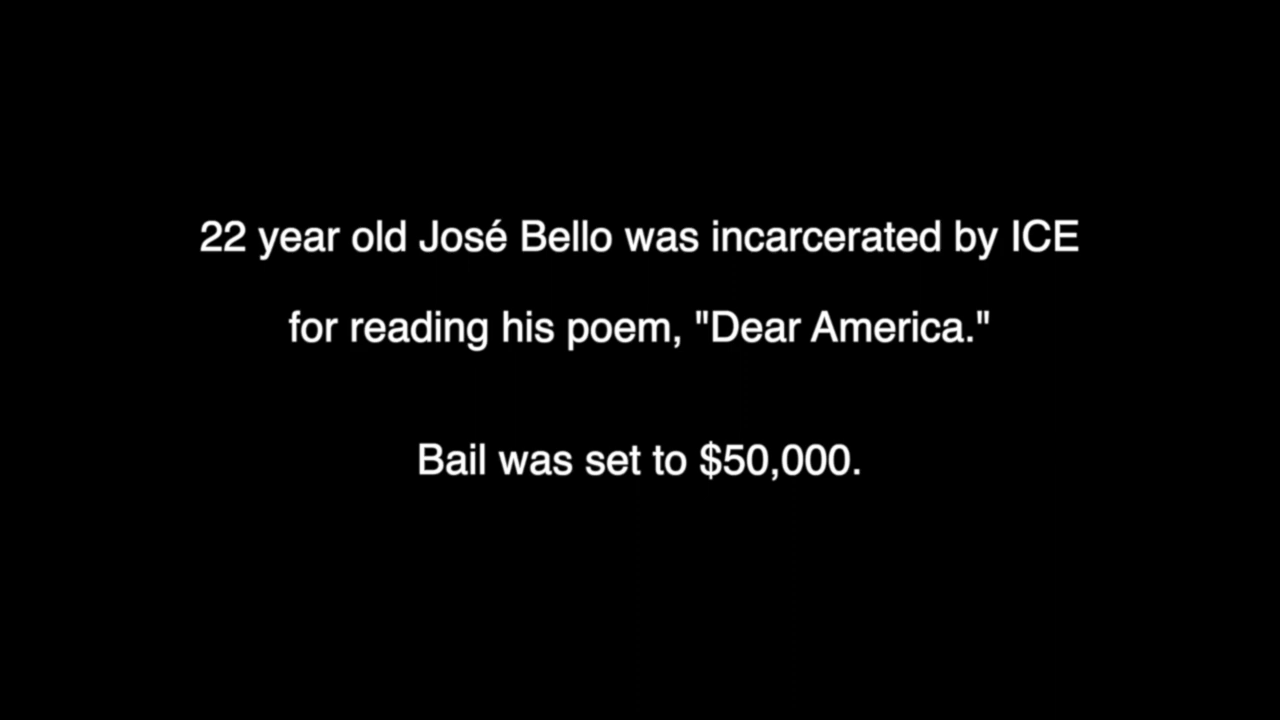 22 year old José Bello was incarcerated by ICE
for reading his poem, "Dear America."
Bail was set to $50,000.